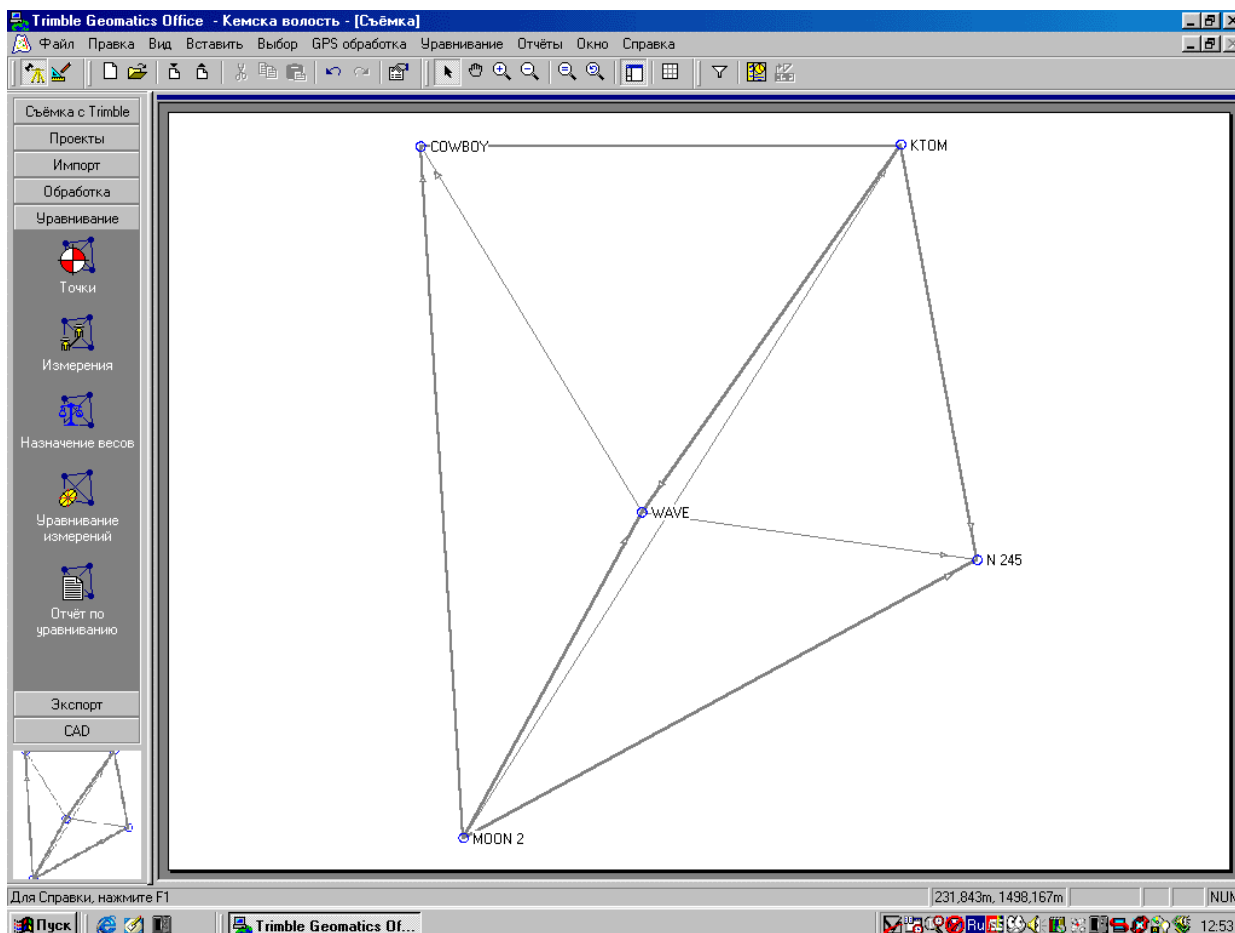 Trimble Geomatics Office - Кемска волость - [Съёмка]
Файл Правка Вид Вставить Выбор GPS обработка Уравнивание Отчёты Окно Справка
Съёмка с Trimble
Проекты
Импорт
Обработка
Уравнивание
Точки
Измерения
Назначение весов
Уравнивание
измерений
Отчёт по
уравниванию
Экспорт
CAD
COWBOY
KTOM
WAVE
N 245
MOON 2
Для Справки, нажмите F1
231,843m, 1498,167m
NUM
Пуск
Trimble Geomatics Of...
Ru
12:53